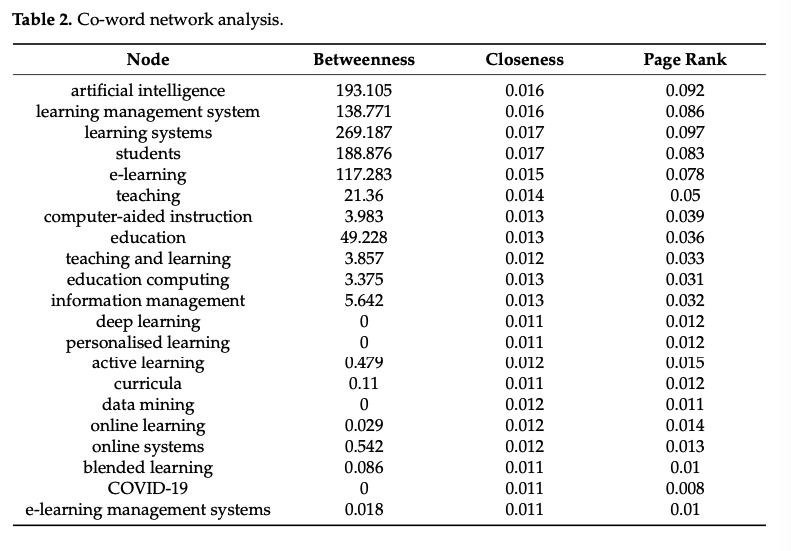 Table 2. Co-word network analysis.
Node Betweenness Closeness Page Rank
artificial intelligence 193.105 0.016 0.092
learning management system 138.771 0.016 0.086
learning systems 269.187 0.017 0.097
students 188.876 0.017 0.083
e-learning 117.283 0.015 0.078
teaching 21.36 0.014 0.05
computer-aided instruction 3.983 0.013 0.039
education 49.228 0.013 0.036
teaching and learning 3.857 0.012 0.033
education computing 3.375 0.013 0.031
information management 5.642 0.013 0.032
deep learning 0 0.011 0.012
personalised learning 0 0.011 0.012
active learning 0.479 0.012 0.015
curricula 0.11 0.011 0.012
data mining 0 0.012 0.011
online learning 0.029 0.012 0.014
online systems 0.542 0.012 0.013
blended learning 0.086 0.011 0.01
COVID-19 0 0.011 0.008
e-learning management systems 0.018 0.011 0.01